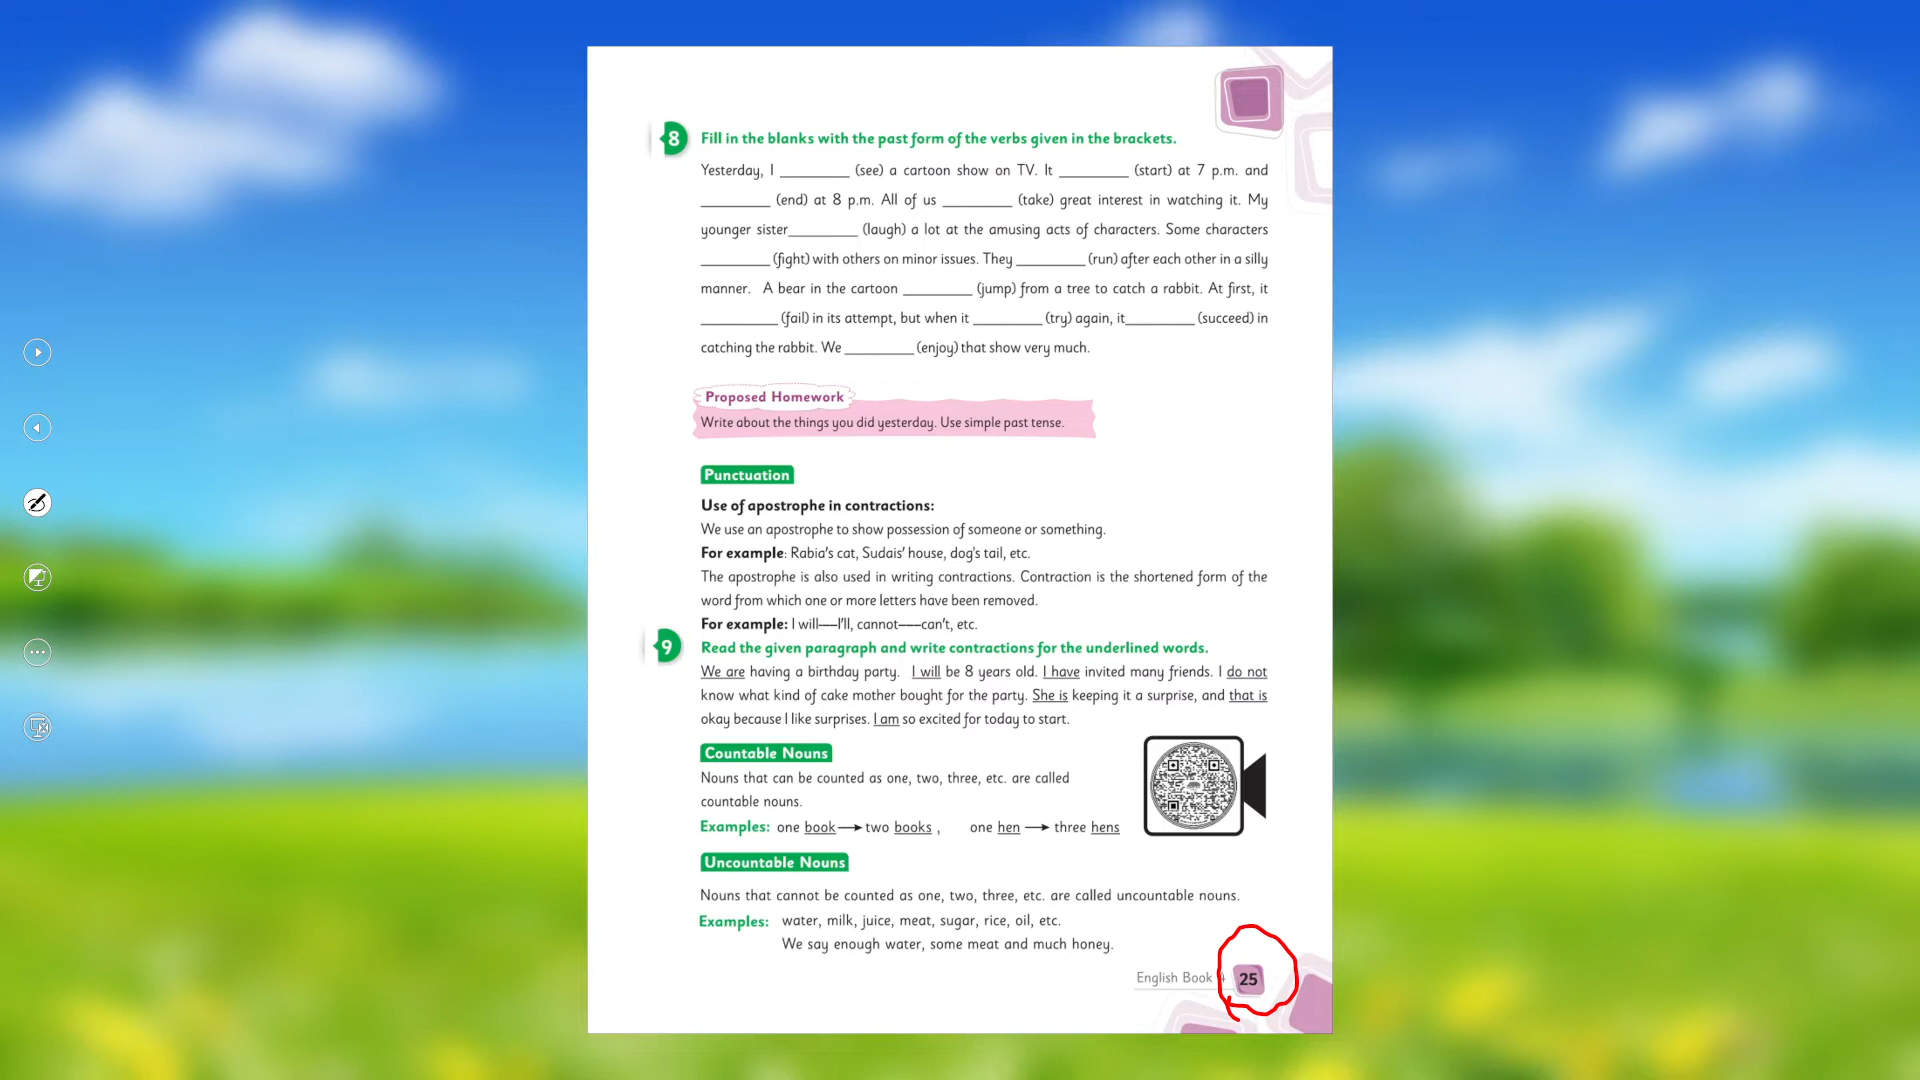 8 Fill in the blanks with the past form of the verbs given in the brackets.
Yesterday, I __________ (see) a cartoon show on TV. It __________ (start) at 7 p.m. and
__________ (end) at 8 p.m. All of us __________ (take) great interest in watching it. My
younger sister__________ (laugh) a lot at the amusing acts of characters. Some characters
__________ (fight) with others on minor issues. They __________ (run) after each other in a silly
manner. A bear in the cartoon __________ (jump) from a tree to catch a rabbit. At first, it
___________ (fail) in its attempt, but when it __________ (try) again, it__________ (succeed) in
catching the rabbit. We __________ (enjoy) that show very much.
Proposed Homework
Write about the things you did yesterday. Use simple past tense.
Punctuation
Use of apostrophe in contractions:
We use an apostrophe to show possession of someone or something.
For example: Rabia's cat, Sudais' house, dog's tail, etc.
The apostrophe is also used in writing contractions. Contraction is the shortened form of the
word from which one or more letters have been removed.
For example: I will—–I'll, cannot—–can't, etc.
9 Read the given paragraph and write contractions for the underlined words.
We are having a birthday party. I will be 8 years old. I have invited many friends. I do not
know what kind of cake mother bought for the party. She is keeping it a surprise, and that is
okay because I like surprises. I am so excited for today to start.
Countable Nouns
Nouns that can be counted as one, two, three, etc. are called
countable nouns.
Examples: one book → two books , one hen → three hens
Uncountable Nouns
Nouns that cannot be counted as one, two, three, etc. are called uncountable nouns.
Examples: water, milk, juice, meat, sugar, rice, oil, etc.
We say enough water, some meat and much honey.
English Book 25